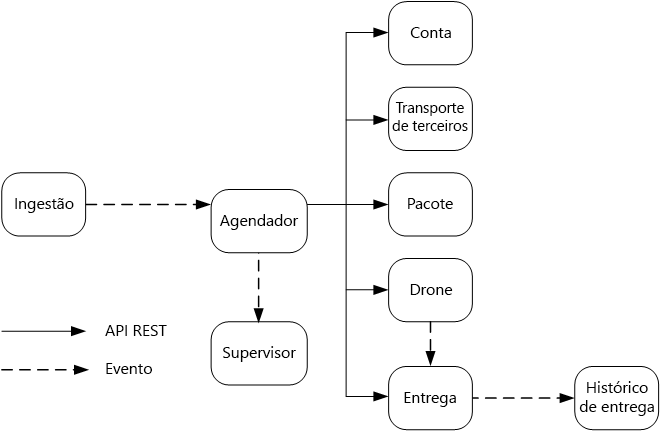 Conta
Transporte
de terceiros
Ingestão
Agendador
Pacote
Drone
API REST
Supervisor
Evento
Entrega
Histórico
de entrega